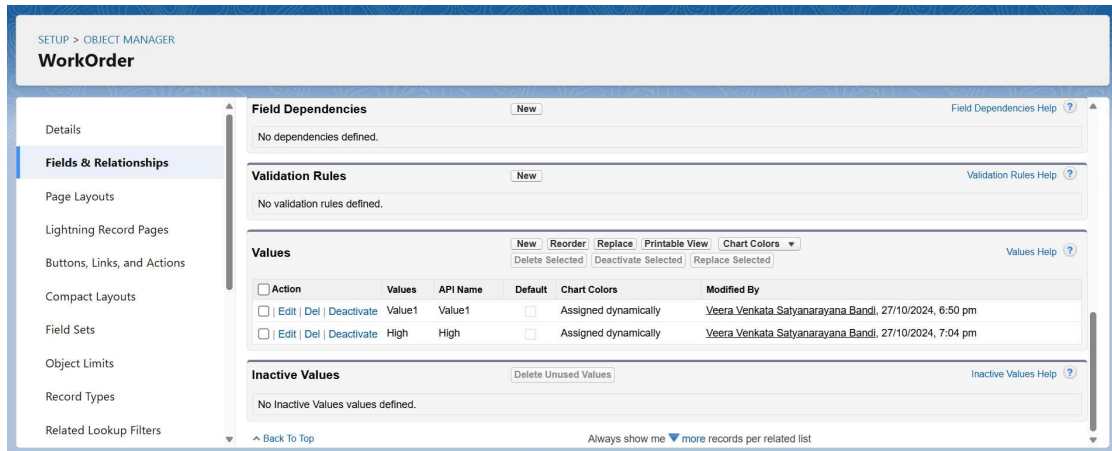 SETUP > OBJECT MANAGER
WorkOrder
Details
Fields & Relationships
Page Layouts
Lightning Record Pages
Buttons, Links, and Actions
Compact Layouts
Field Sets
Object Limits
Record Types
Related Lookup Filters
Field Dependencies New Field Dependencies Help ?
No dependencies defined.
Validation Rules New Validation Rules Help ?
No validation rules defined.
Values New Reorder Replace Printable View Chart Colors ▼ Values Help ?
Delete Selected Deactivate Selected Replace Selected
Action Values API Name Default Chart Colors Modified By
| Edit | Del | Deactivate Value1 Value1 Assigned dynamically Veera Venkata Satyanarayana Bandi, 27/10/2024, 6:50 pm
| Edit | Del | Deactivate High High Assigned dynamically Veera Venkata Satyanarayana Bandi, 27/10/2024, 7:04 pm
Inactive Values Delete Unused Values Inactive Values Help ?
No Inactive Values values defined.
^ Back To Top Always show me ▼ more records per related list